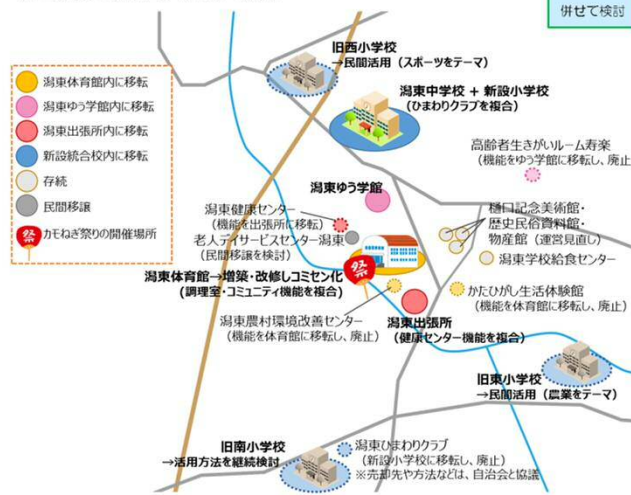 併せて検討
旧西小学校
→民間活用（スポーツをテーマ）
潟東体育館内に移転
潟東ゆう学館内に移転
潟東出張所内に移転
新設統合校内に移転
存続
民間移譲
祭
カモねぎ祭りの開催場所
潟東中学校 + 新設小学校
（ひまわりクラブを複合）
高齢者生きがいルーム寿楽
（機能をゆう学館に移転し、廃止）
潟東ゆう学館
潟東健康センター
（機能を出張所に移転）
老人デイサービスセンター潟東
（民間移譲を検討）
樋口記念美術館・
歴史民俗資料館・
物産館（運営見直し）
潟東学校給食センター
祭
潟東体育館→増築・改修しコミセン化
（調理室・コミュニティ機能を複合）
かたひがし生活体験館
（機能を体育館に移転し、廃止）
潟東農村環境改善センター
（機能を体育館に移転し、廃止）
潟東出張所
（健康センター機能を複合）
旧東小学校
→民間活用（農業をテーマ）
旧南小学校
→活用方法を継続検討
潟東ひまわりクラブ
（新設小学校に移転し、廃止）
※売却先や方法などは、自治会と協議